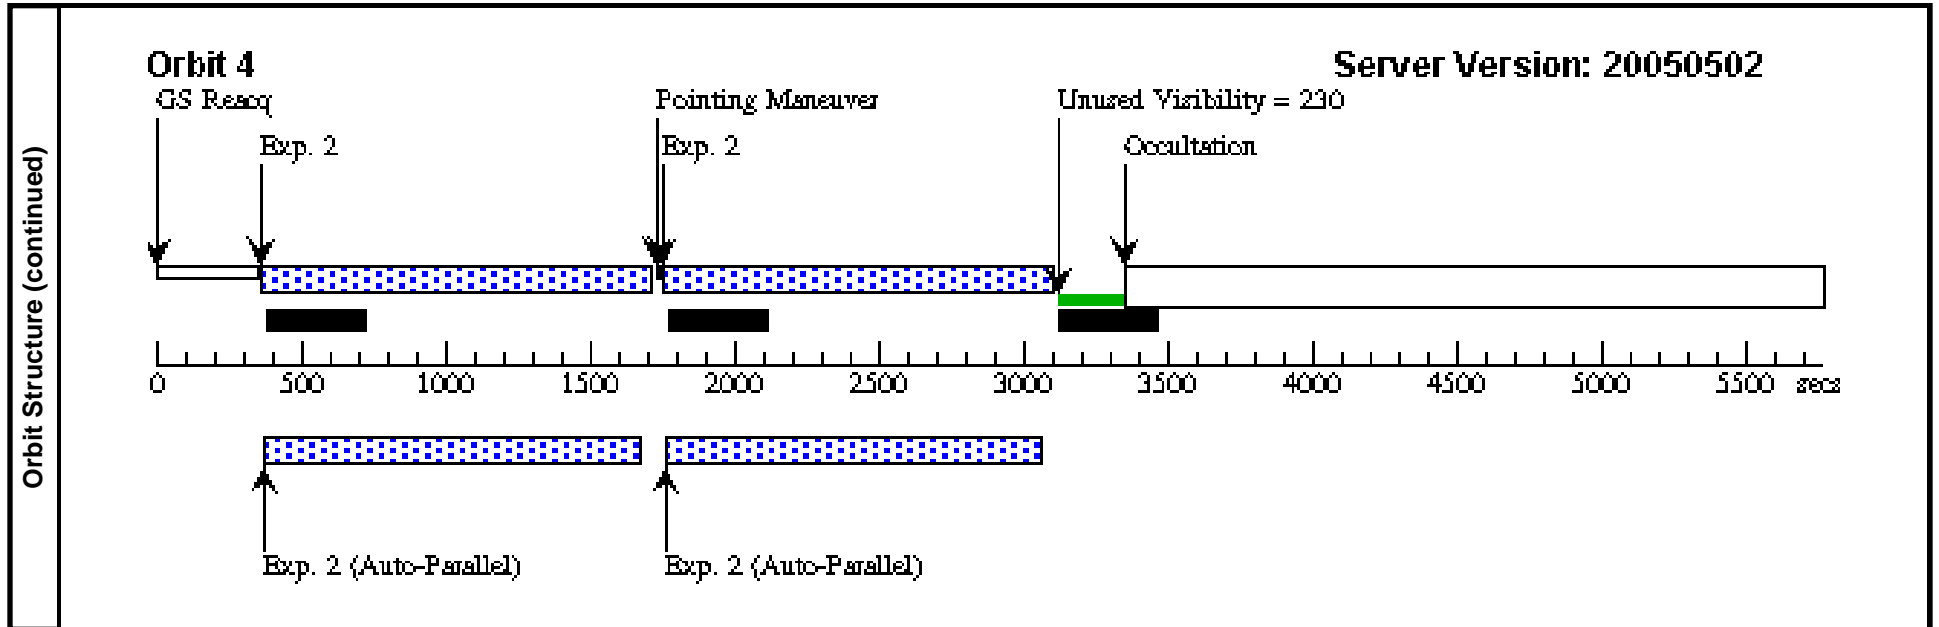 Orbit Structure (continued)
Orbit 4
Server Version: 20050502
GS Reacq
Pointing Maneuver
Unused Visibility = 230
Exp. 2
Exp. 2
Occultation
0 500 1000 1500 2000 2500 3000 3500 4000 4500 5000 5500 secs
Exp. 2 (Auto-Parallel)
Exp. 2 (Auto-Parallel)